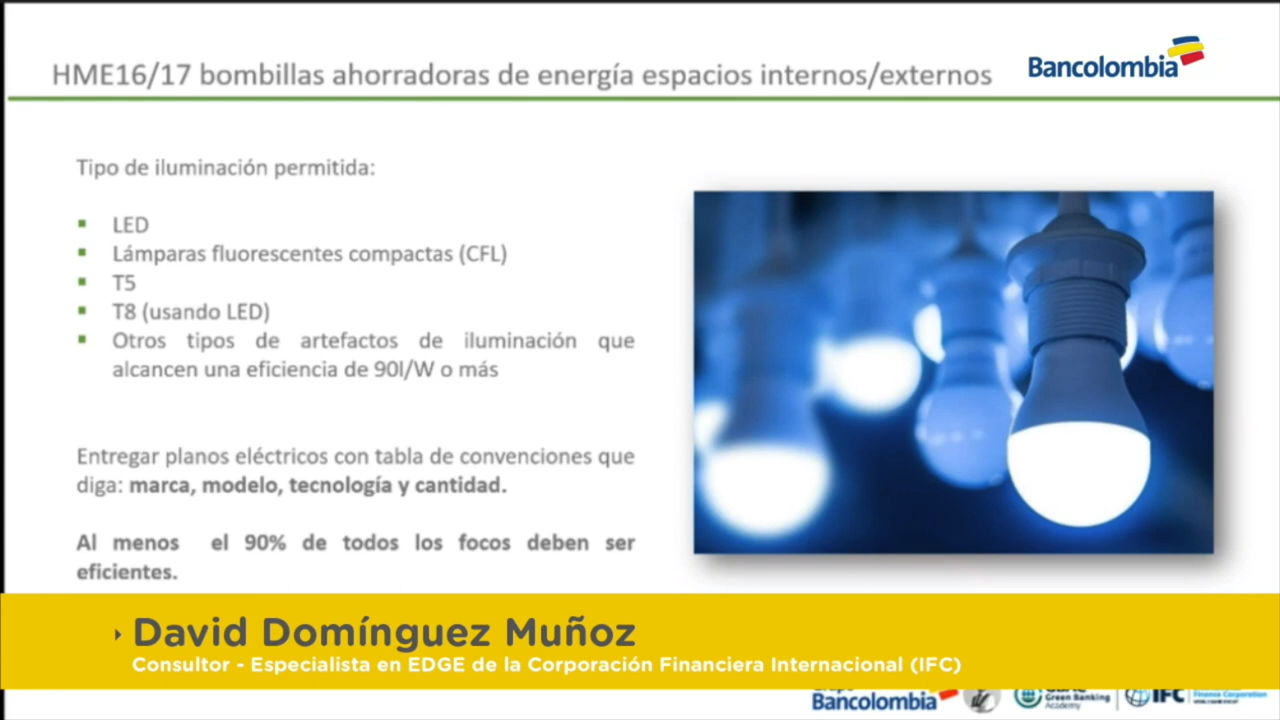 HME16/17 bombillas ahorradoras de energía espacios internos/externos
Bancolombia
Tipo de iluminación permitida:
LED
Lámparas fluorescentes compactas (CFL)
T5
T8 (usando LED)
Otros tipos de artefactos de iluminación que
alcancen una eficiencia de 90l/W o más
Entregar planos eléctricos con tabla de convenciones que
diga: marca, modelo, tecnología y cantidad.
Al menos el 90% de todos los focos deben ser
eficientes.
David Domínguez Muñoz
Consultor - Especialista en EDGE de la Corporación Financiera Internacional (IFC)
Bancolombia
Green Banking
Academy
IFC
Finance Corporation